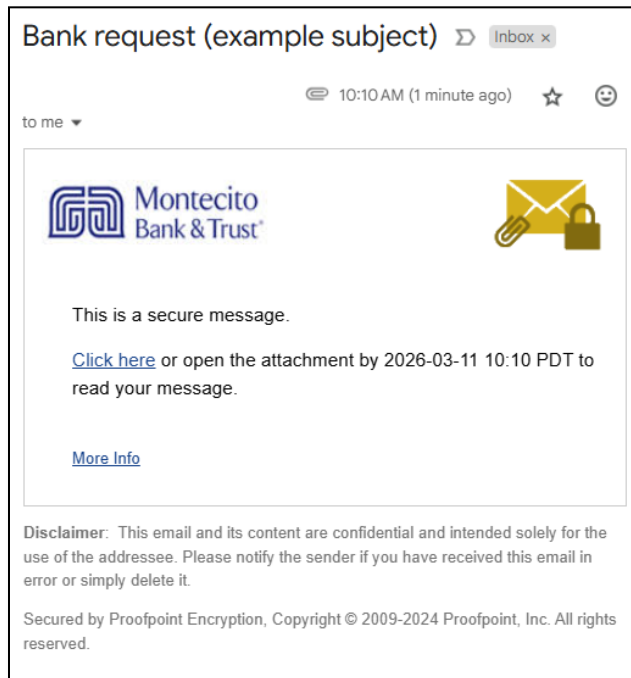 Bank request (example subject) Inbox ×
10:10 AM (1 minute ago)
to me
Montecito
Bank & Trust®
This is a secure message.
Click here or open the attachment by 2026-03-11 10:10 PDT to
read your message.
More Info
Disclaimer: This email and its content are confidential and intended solely for the
use of the addressee. Please notify the sender if you have received this email in
error or simply delete it.
Secured by Proofpoint Encryption, Copyright © 2009-2024 Proofpoint, Inc. All rights
reserved.